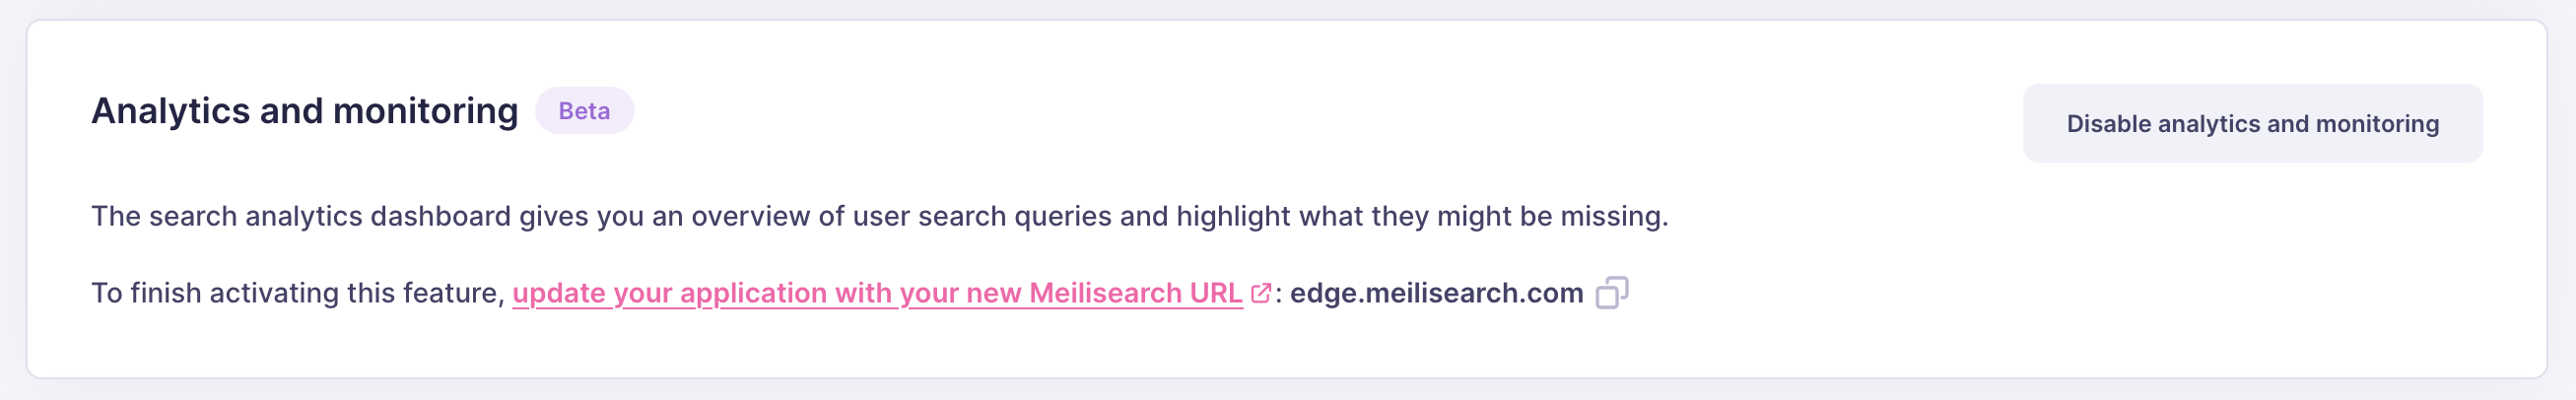 Analytics and monitoring Beta
Disable analytics and monitoring
The search analytics dashboard gives you an overview of user search queries and highlight what they might be missing.
To finish activating this feature, update your application with your new Meilisearch URL : edge.meilisearch.com